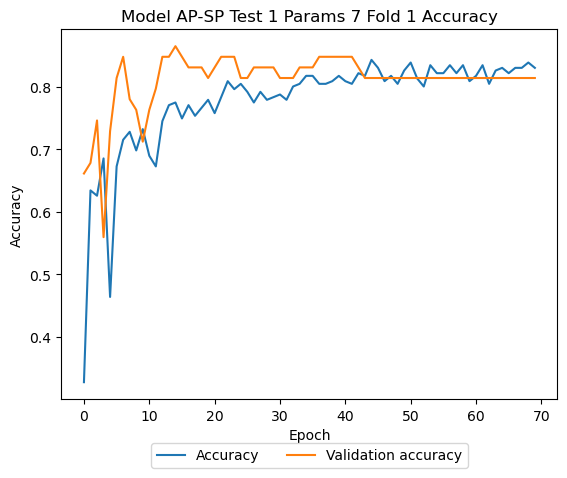 Model AP-SP Test 1 Params 7 Fold 1 Accuracy
Accuracy
0.8
0.7
0.6
0.5
0.4
0 10 20 30 40 50 60 70
Epoch
Accuracy Validation accuracy